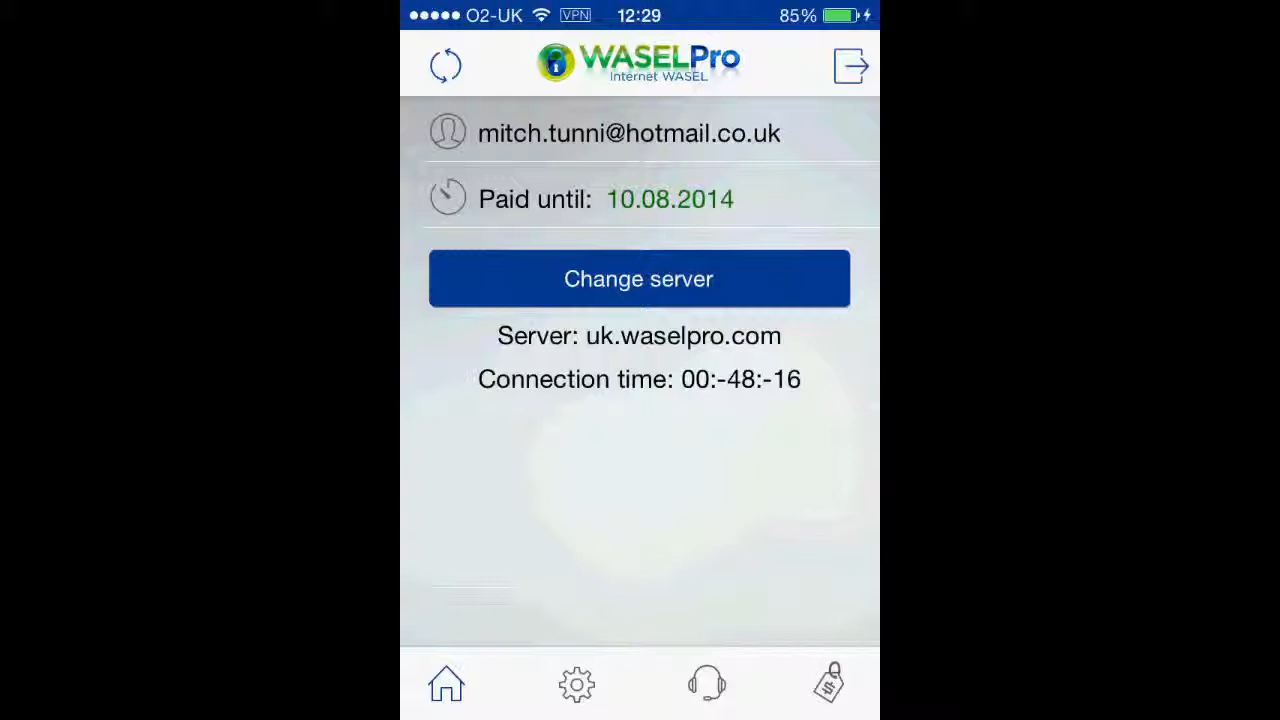 O2-UK VPN 12:29 85%
WASELPro
Internet WASEL
mitch.tunni@hotmail.co.uk
Paid until: 10.08.2014
Change server
Server: uk.waselpro.com
Connection time: 00:-48:-16